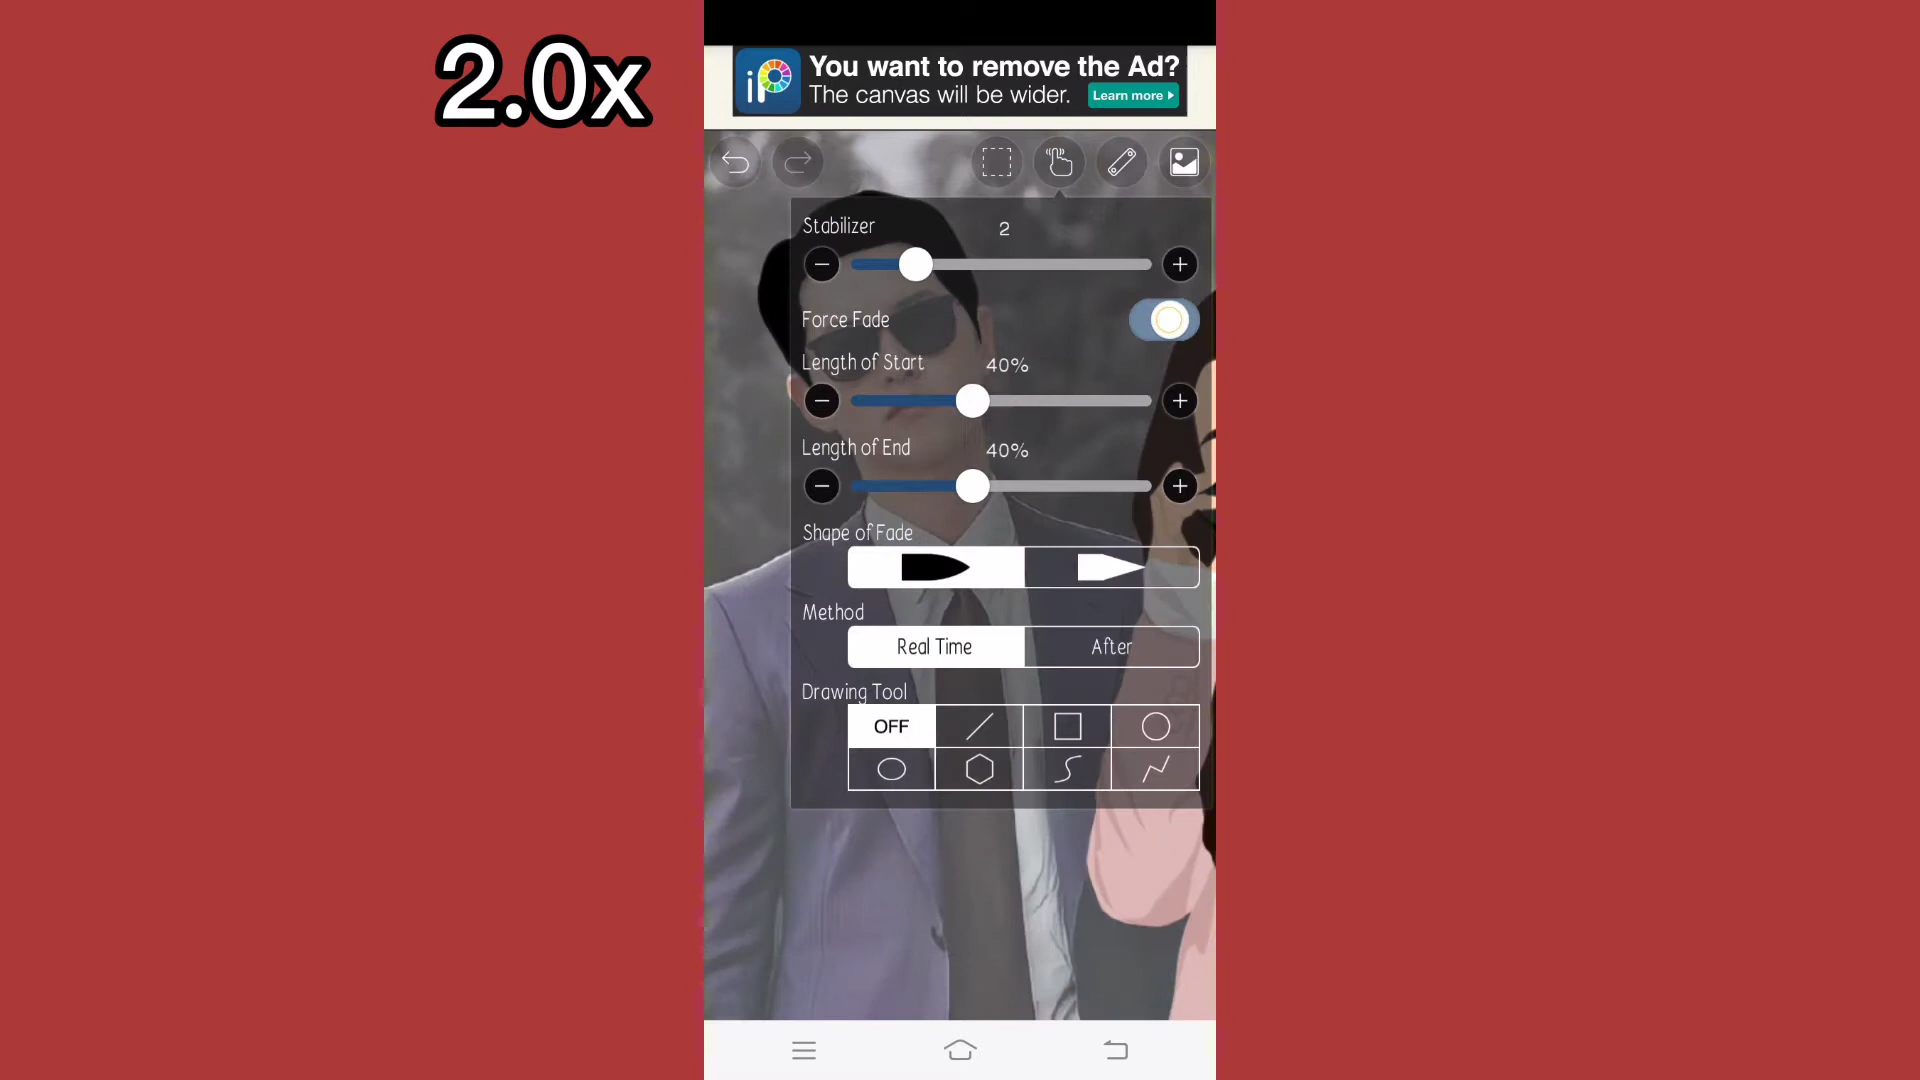 2.0x
iP
You want to remove the Ad?
The canvas will be wider.
Learn more
Stabilizer
2
Force Fade
Length of Start
40%
Length of End
40%
Shape of Fade
Method
Real Time
After
Drawing Tool
OFF